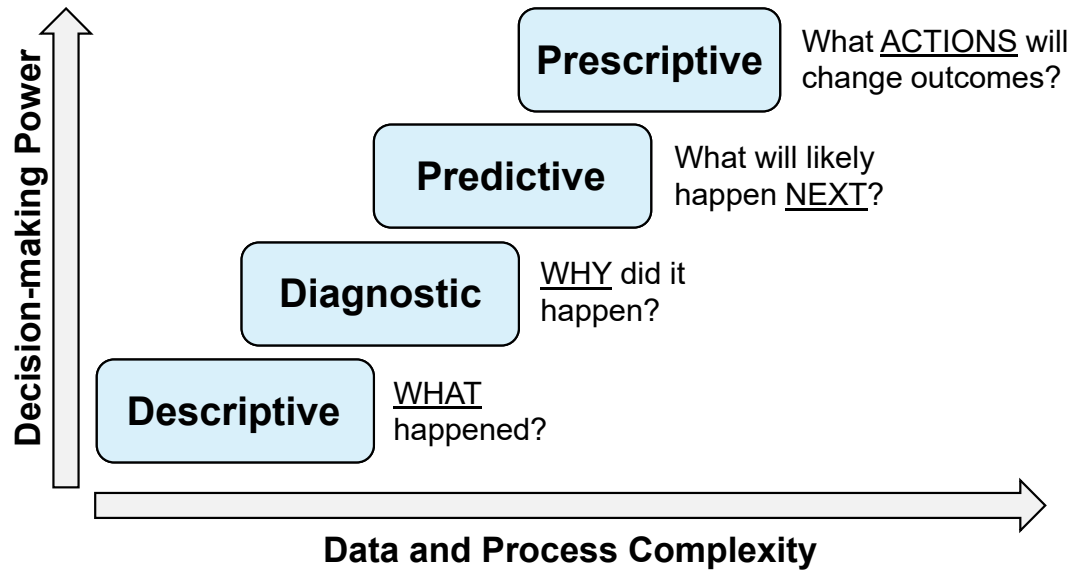 Decision-making Power
Prescriptive
What ACTIONS will
change outcomes?
Predictive
What will likely
happen NEXT?
Diagnostic
WHY did it
happen?
Descriptive
WHAT
happened?
Data and Process Complexity